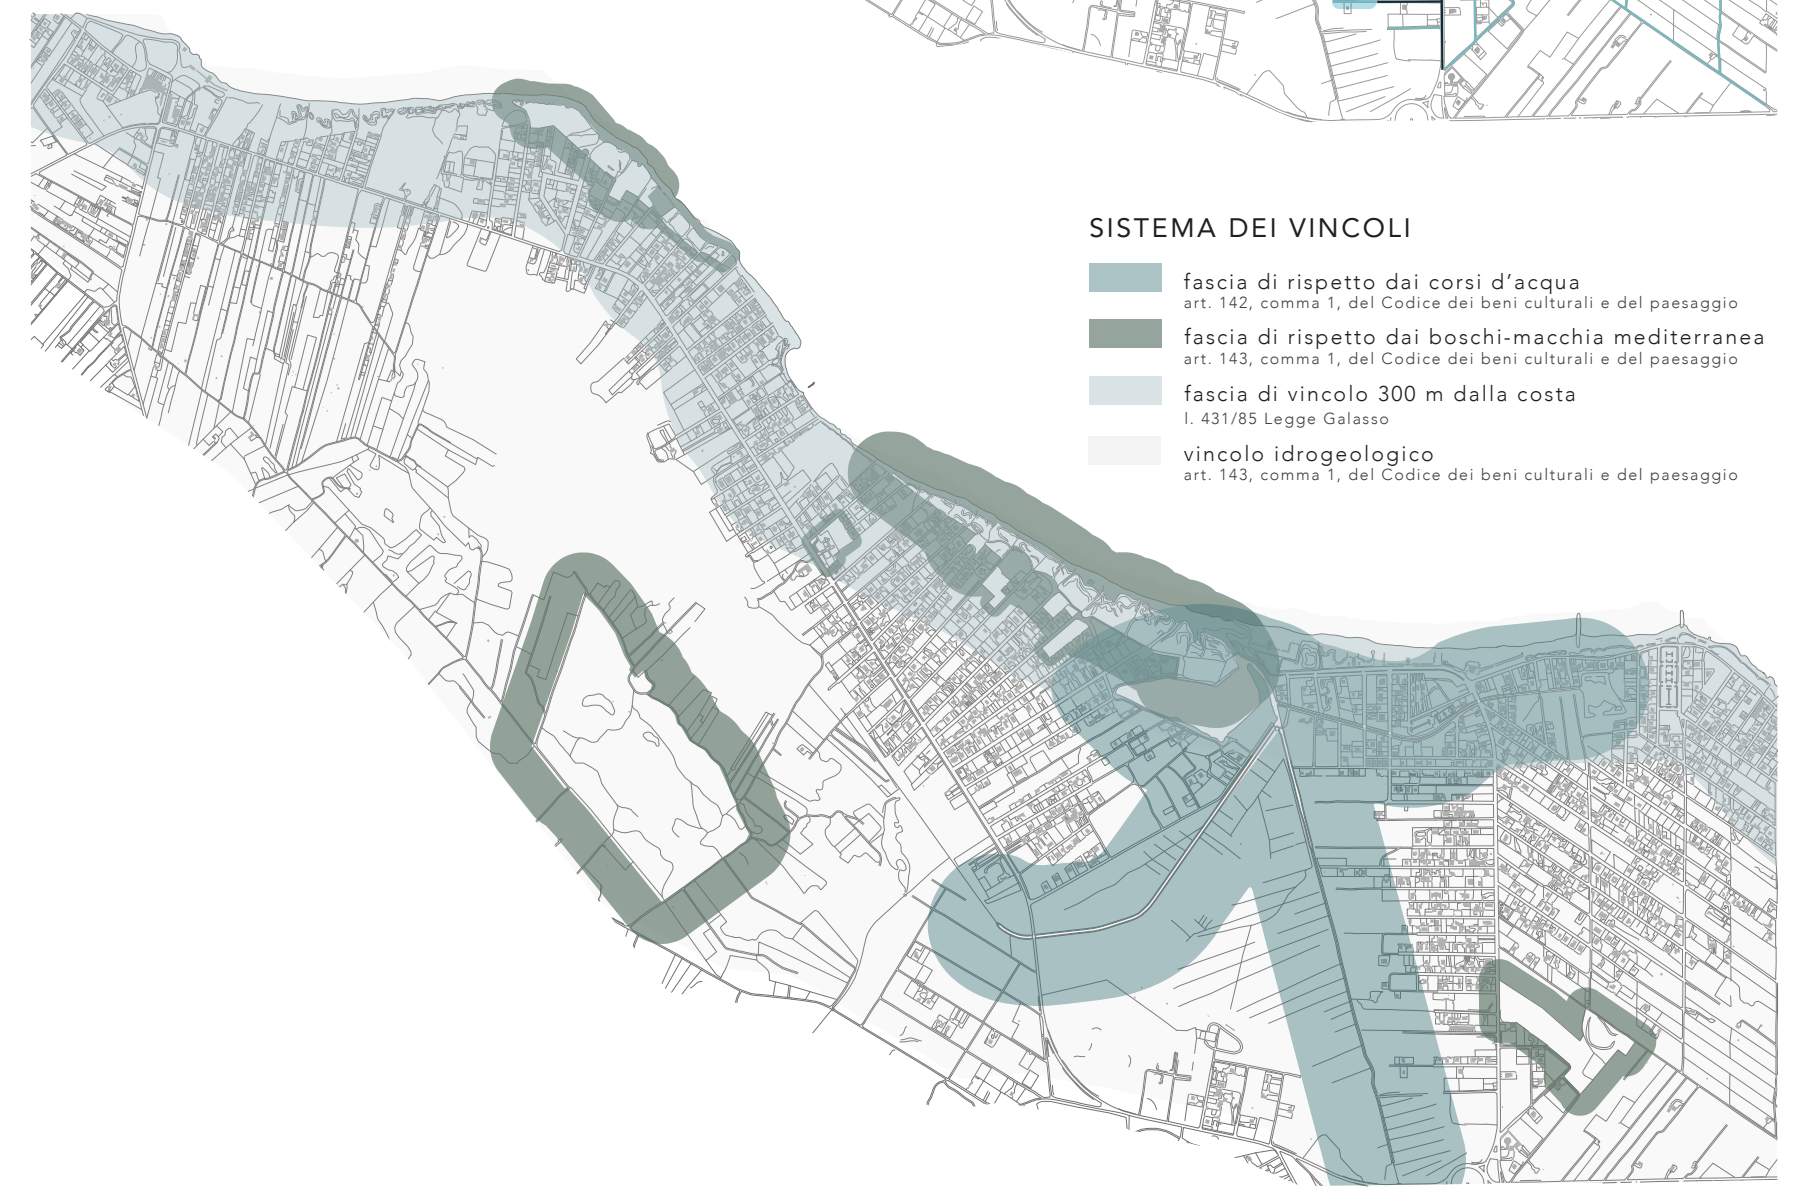 SISTEMA DEI VINCOLI
fascia di rispetto dai corsi d’acqua
art. 142, comma 1, del Codice dei beni culturali e del paesaggio
fascia di rispetto dai boschi-macchia mediterranea
art. 143, comma 1, del Codice dei beni culturali e del paesaggio
fascia di vincolo 300 m dalla costa
l. 431/85 Legge Galasso
vincolo idrogeologico
art. 143, comma 1, del Codice dei beni culturali e del paesaggio